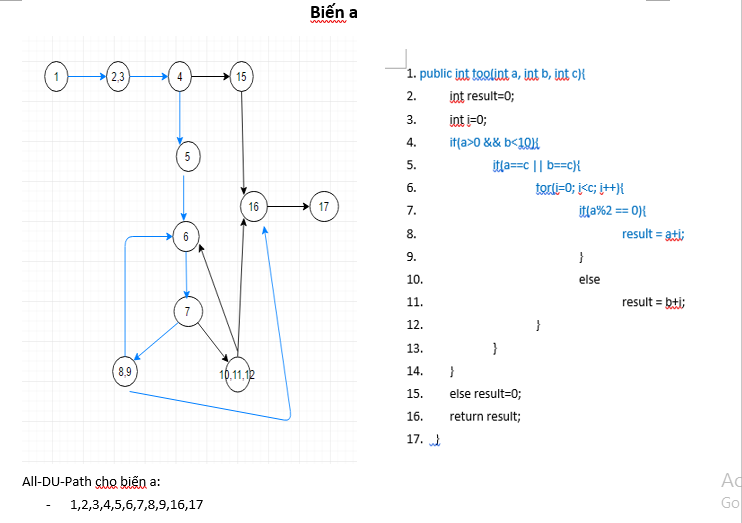 Biến a
1
2,3
4
15
5
16
17
6
7
8,9
10,11,12
1. public int foo(int a, int b, int c){
2. int result=0;
3. int i=0;
4. if(a>0 && b<10){
5. if(a==c || b==c){
6. for(i=0; i<c; i++){
7. if(a%2 == 0){
8. result = a+i;
9. }
10. else
11. result = b+i;
12. }
13. }
14. }
15. else result=0;
16. return result;
17. }
All-DU-Path cho biến a:
- 1,2,3,4,5,6,7,8,9,16,17
Ac
Go